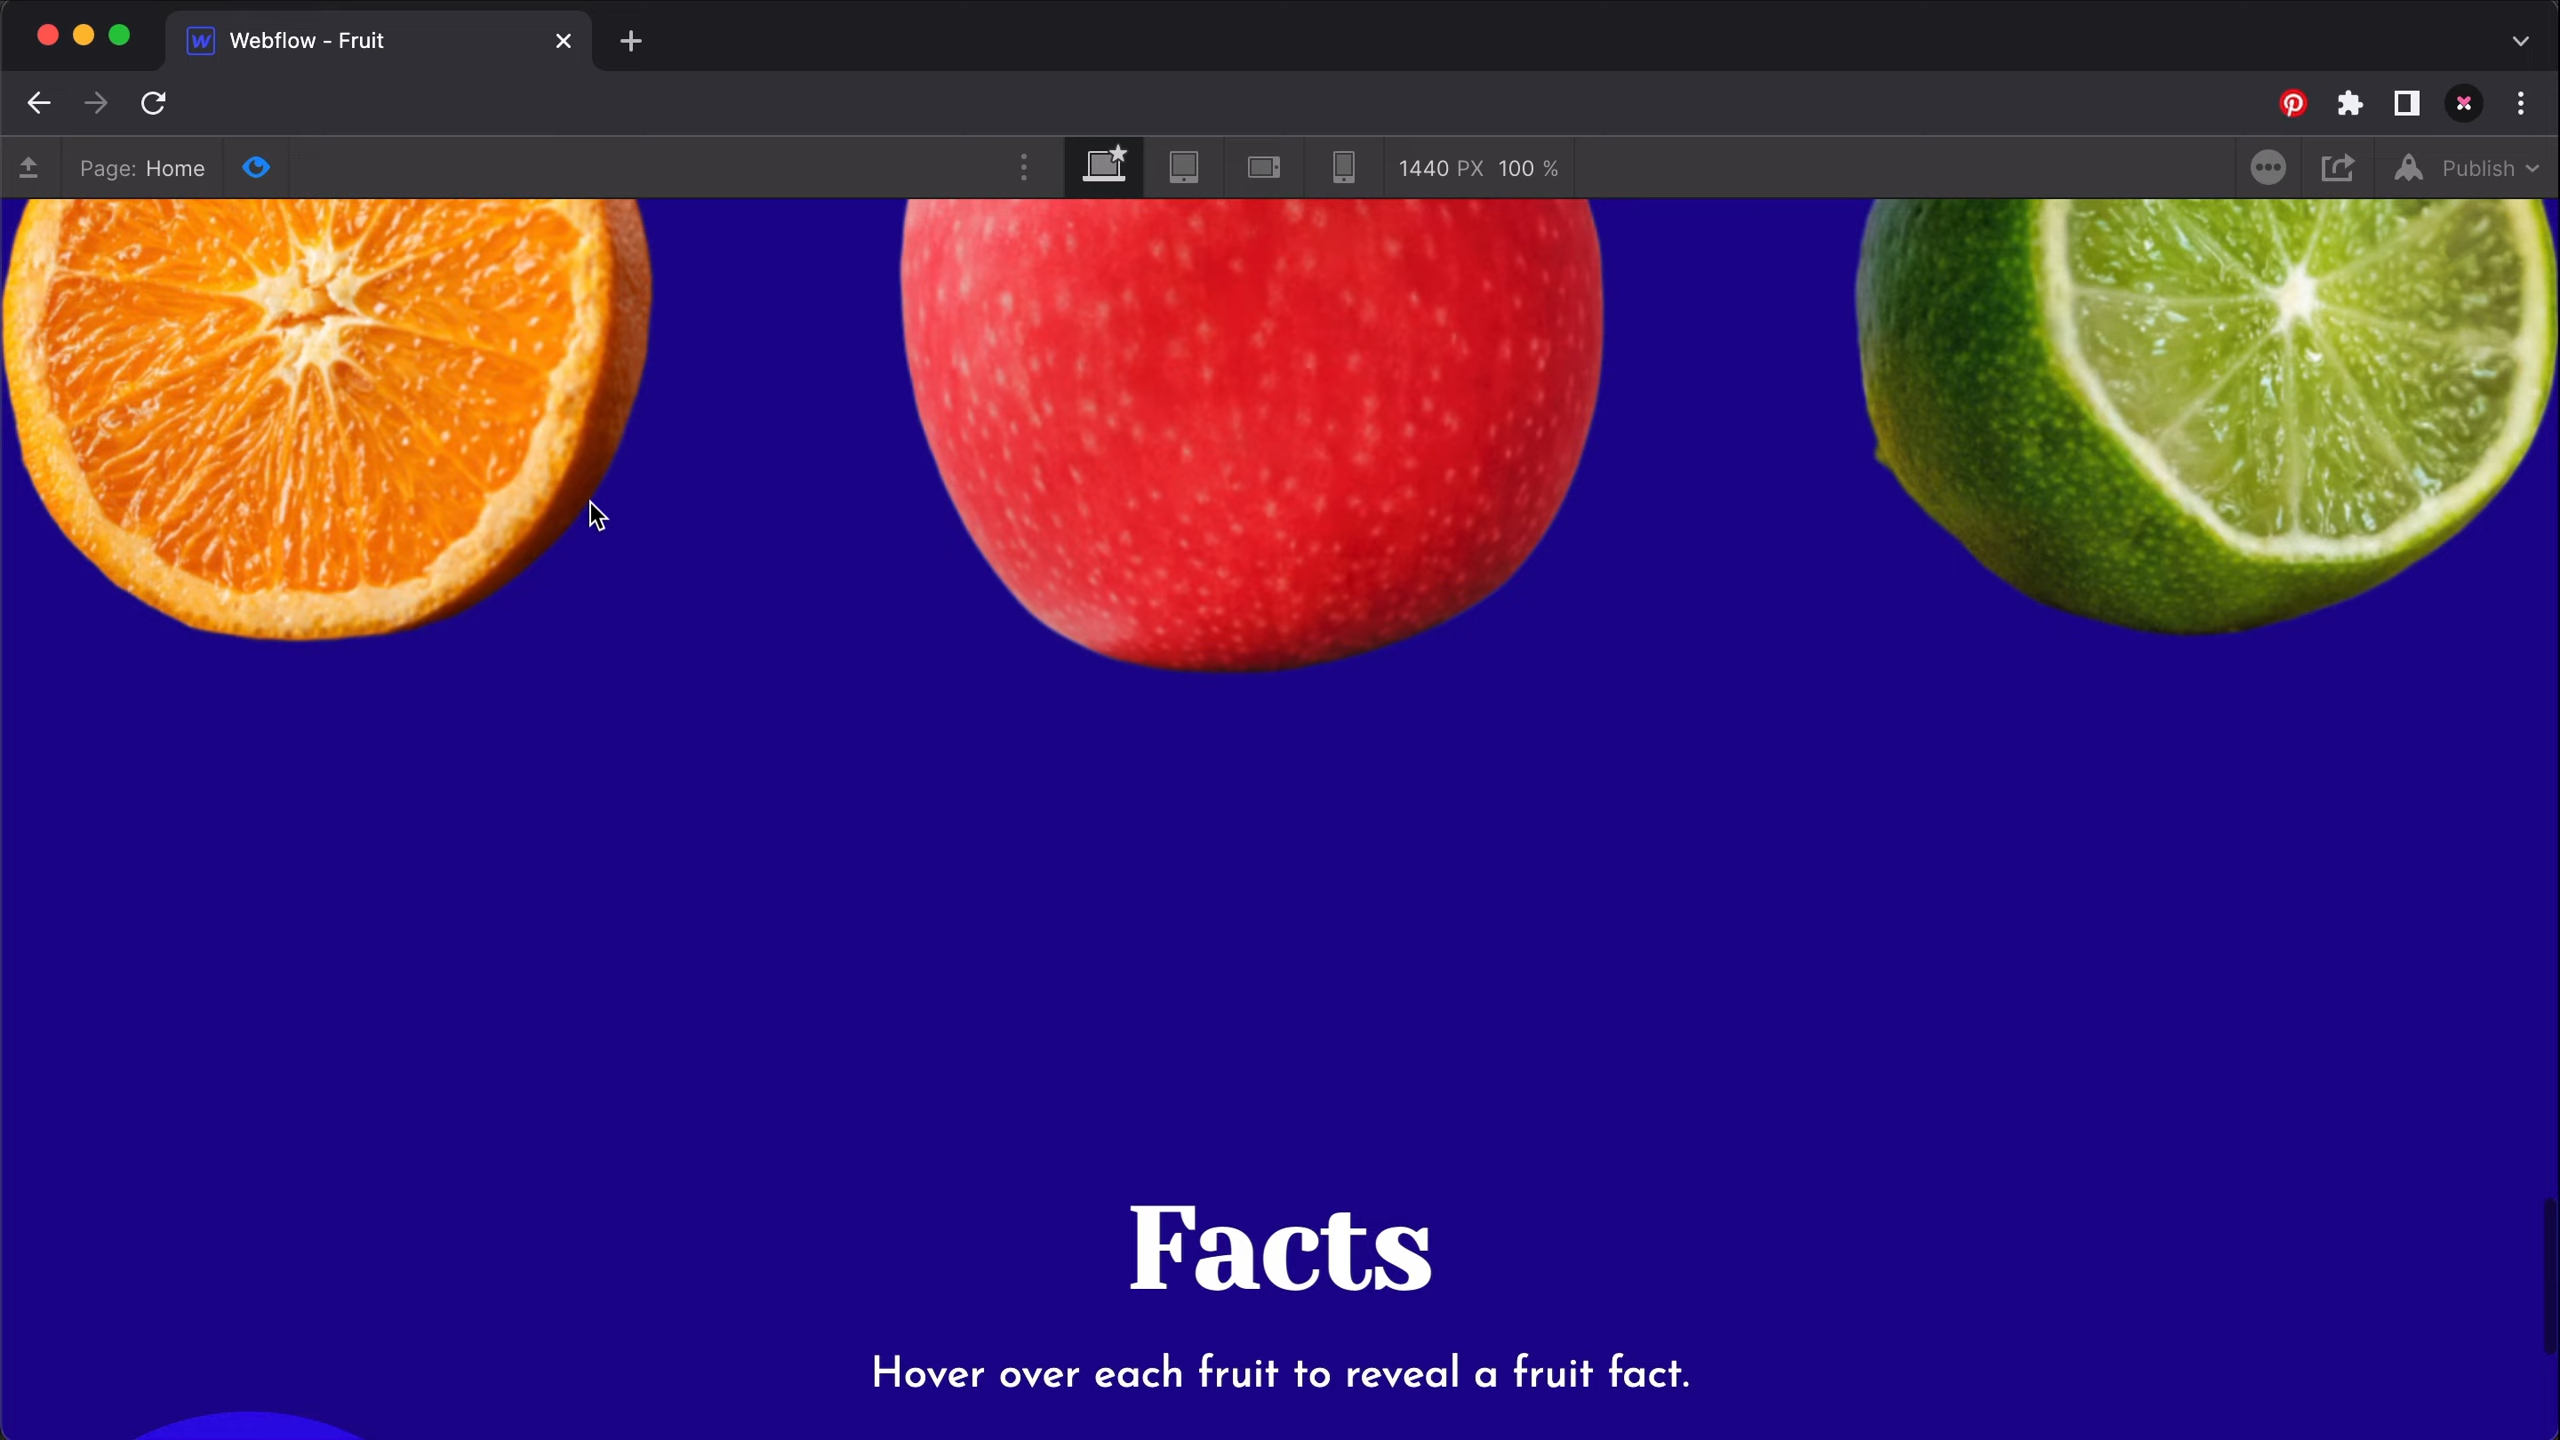 Webflow - Fruit
Page: Home
1440 PX 100 %
Publish
Facts
Hover over each fruit to reveal a fruit fact.